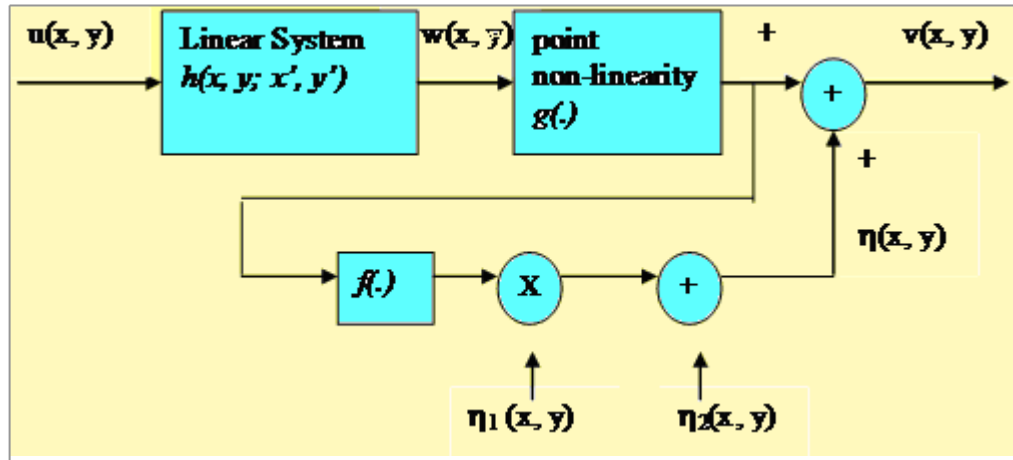 u(x, y)
Linear System
h(x, y; x′, y′)
w(x, y)
point
non-linearity
g(.)
+
v(x, y)
+
+
η(x, y)
f(.)
X
+
η₁ (x, y)
η₂(x, y)